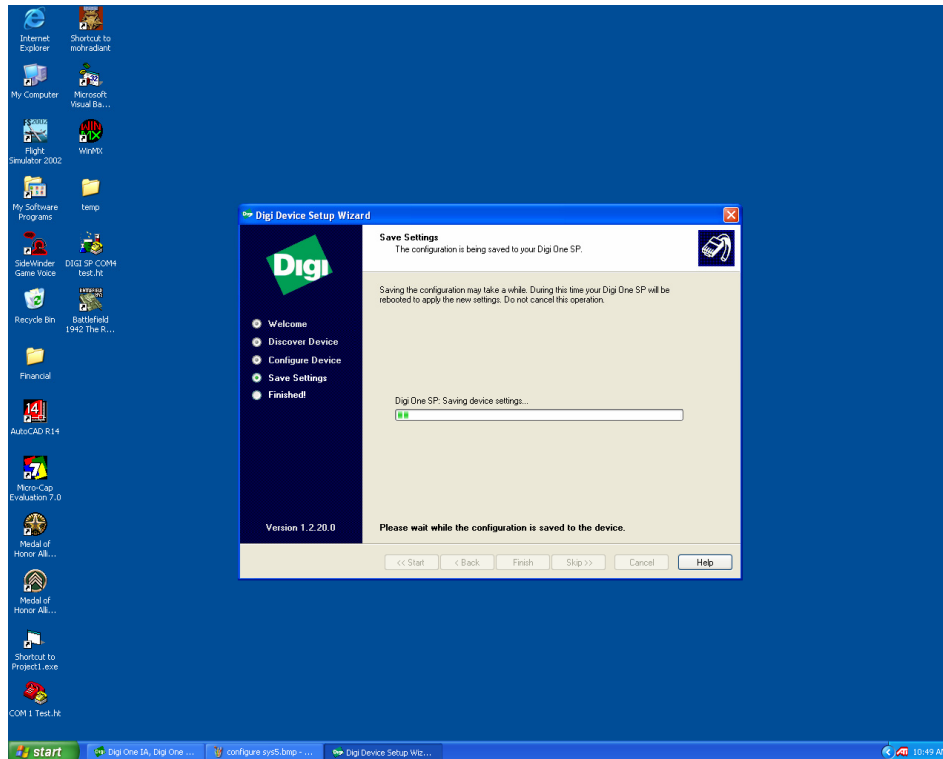 Internet
Explorer
Shortcut to
mohradiant
My Computer
Microsoft
Visual Ba...
Flight
Simulator 2002
WinMX
My Software
Programs
temp
SideWinder
Game Voice
DIGI SP COM4
test.ht
Recycle Bin
Battlefield
1942 The R...
Financial
AutoCAD R14
Micro-Cap
Evaluation 7.0
Medal of
Honor Alli...
Medal of
Honor Alli...
Shortcut to
Project1.exe
COM 1 Test.ht
Digi Device Setup Wizard
Digi
Welcome
Discover Device
Configure Device
Save Settings
Finished!
Version 1.2.20.0
Save Settings
The configuration is being saved to your Digi One SP.
Saving the configuration may take a while. During this time your Digi One SP will be
rebooted to apply the new settings. Do not cancel this operation.
Digi One SP: Saving device settings...
Please wait while the configuration is saved to the device.
<< Start
< Back
Finish
Skip >>
Cancel
Help
start
Digi One IA, Digi One ...
configure sys5.bmp - ...
Digi Device Setup Wiz...
ATI
10:49 AM